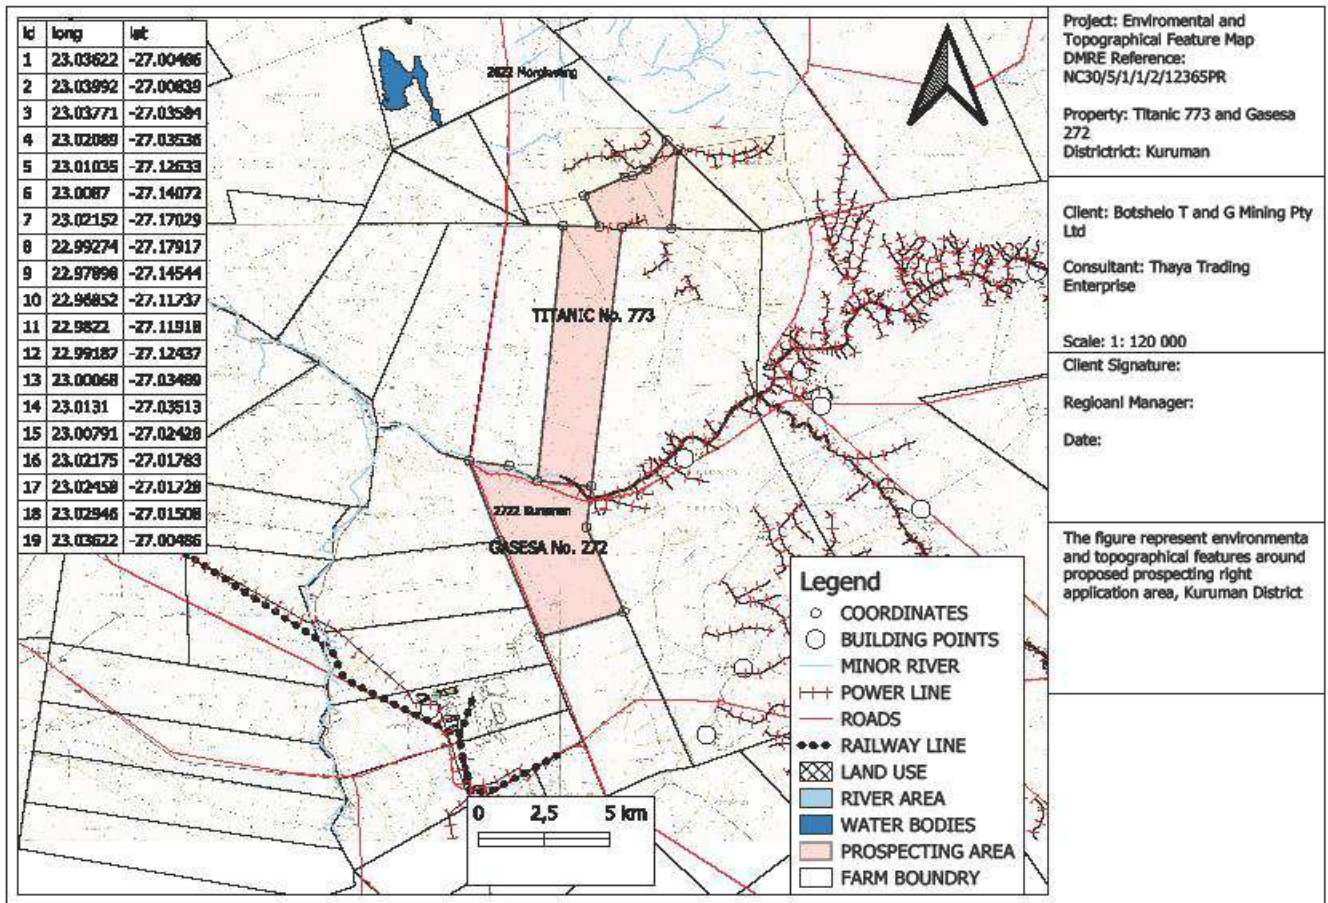 Id long lat
1 23.03622 -27.00486
2 23.03992 -27.00839
3 23.03771 -27.03584
4 23.02089 -27.03536
5 23.01035 -27.12633
6 23.0087 -27.14072
7 23.02152 -27.17029
8 22.99274 -27.17917
9 22.97898 -27.14544
10 22.96852 -27.11737
11 22.9822 -27.11918
12 22.99187 -27.12437
13 23.00068 -27.03489
14 23.0131 -27.03513
15 23.00791 -27.02428
16 23.02175 -27.01783
17 23.02458 -27.01728
18 23.02946 -27.01508
19 23.03622 -27.00486
TITANIC No. 773
GASESA No. 272
0 2,5 5 km
Legend
COORDINATES
BUILDING POINTS
MINOR RIVER
POWER LINE
ROADS
RAILWAY LINE
LAND USE
RIVER AREA
WATER BODIES
PROSPECTING AREA
FARM BOUNDRY
Project: Enviromental and
Topographical Feature Map
DMRE Reference:
NC30/5/1/1/2/12365PR
Property: Titanic 773 and Gasesa
272
Distrctrict: Kuruman
Client: Botshelo T and G Mining Pty
Ltd
Consultant: Thaya Trading
Enterprise
Scale: 1: 120 000
Client Signature:
Regioanl Manager:
Date:
The figure represent environmenta
and topographical features around
proposed prospecting right
application area, Kuruman District